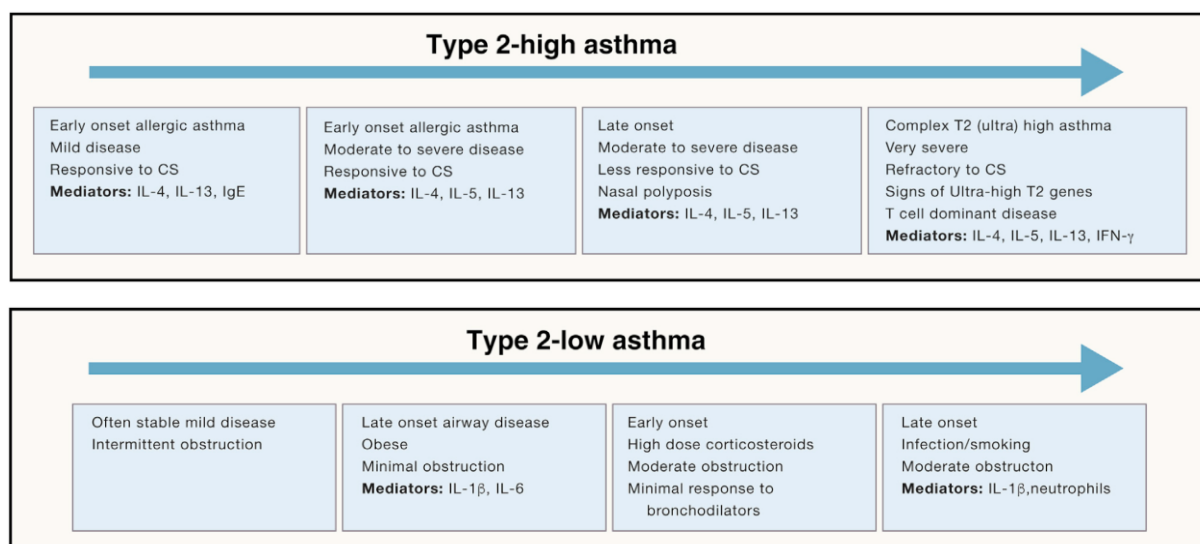 Type 2-high asthma
Early onset allergic asthma
Mild disease
Responsive to CS
Mediators: IL-4, IL-13, IgE
Early onset allergic asthma
Moderate to severe disease
Responsive to CS
Mediators: IL-4, IL-5, IL-13
Late onset
Moderate to severe disease
Less responsive to CS
Nasal polyposis
Mediators: IL-4, IL-5, IL-13
Complex T2 (ultra) high asthma
Very severe
Refractory to CS
Signs of Ultra-high T2 genes
T cell dominant disease
Mediators: IL-4, IL-5, IL-13, IFN-γ
Type 2-low asthma
Often stable mild disease
Intermittent obstruction
Late onset airway disease
Obese
Minimal obstruction
Mediators: IL-1β, IL-6
Early onset
High dose corticosteroids
Moderate obstruction
Minimal response to
bronchodilators
Late onset
Infection/smoking
Moderate obstructon
Mediators: IL-1β,neutrophils